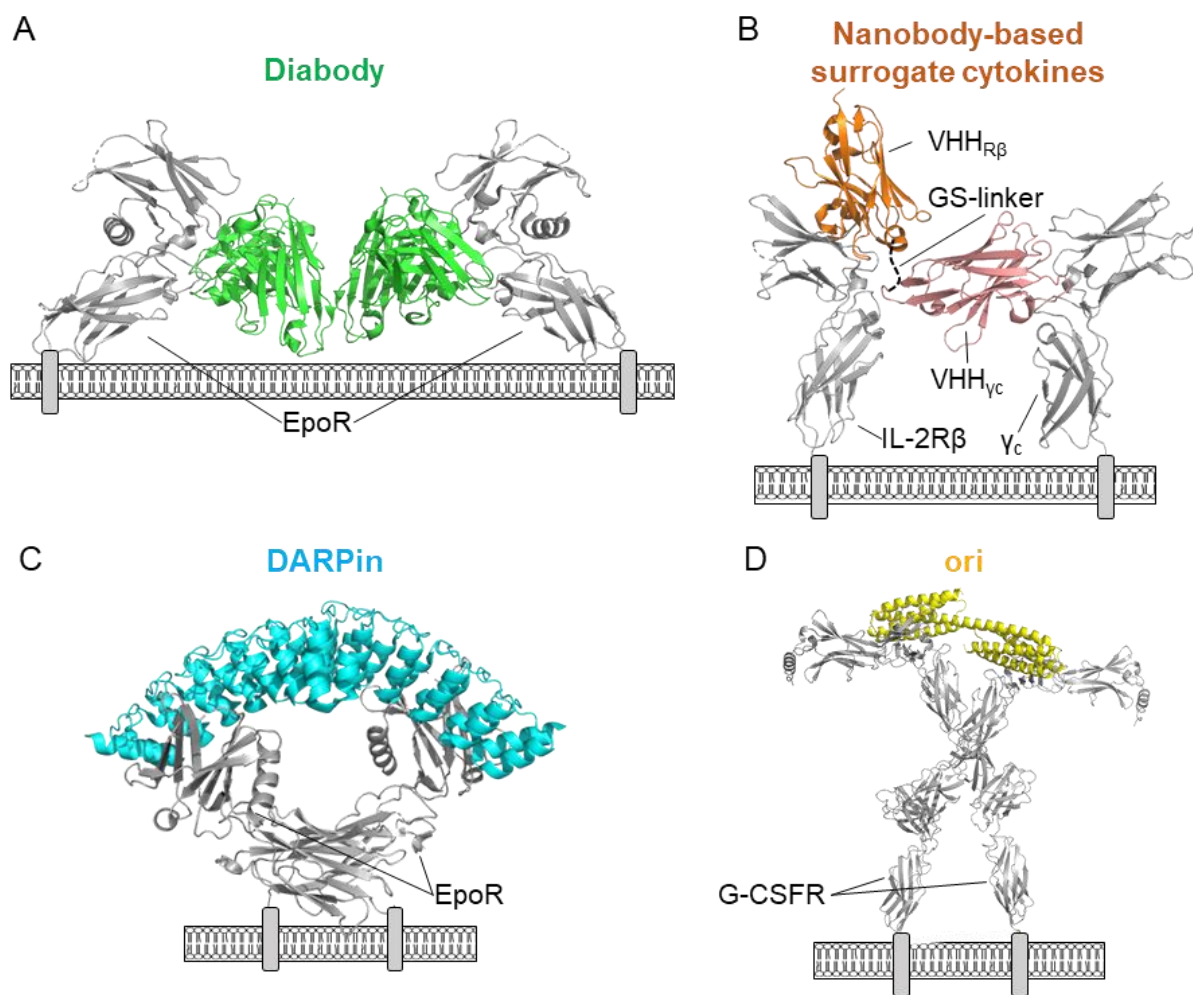 A
Diabody
EpoR
B
Nanobody-based
surrogate cytokines
VHHRβ
GS-linker
VHHγc
IL-2Rβ
γc
C
DARPin
EpoR
D
ori
G-CSFR